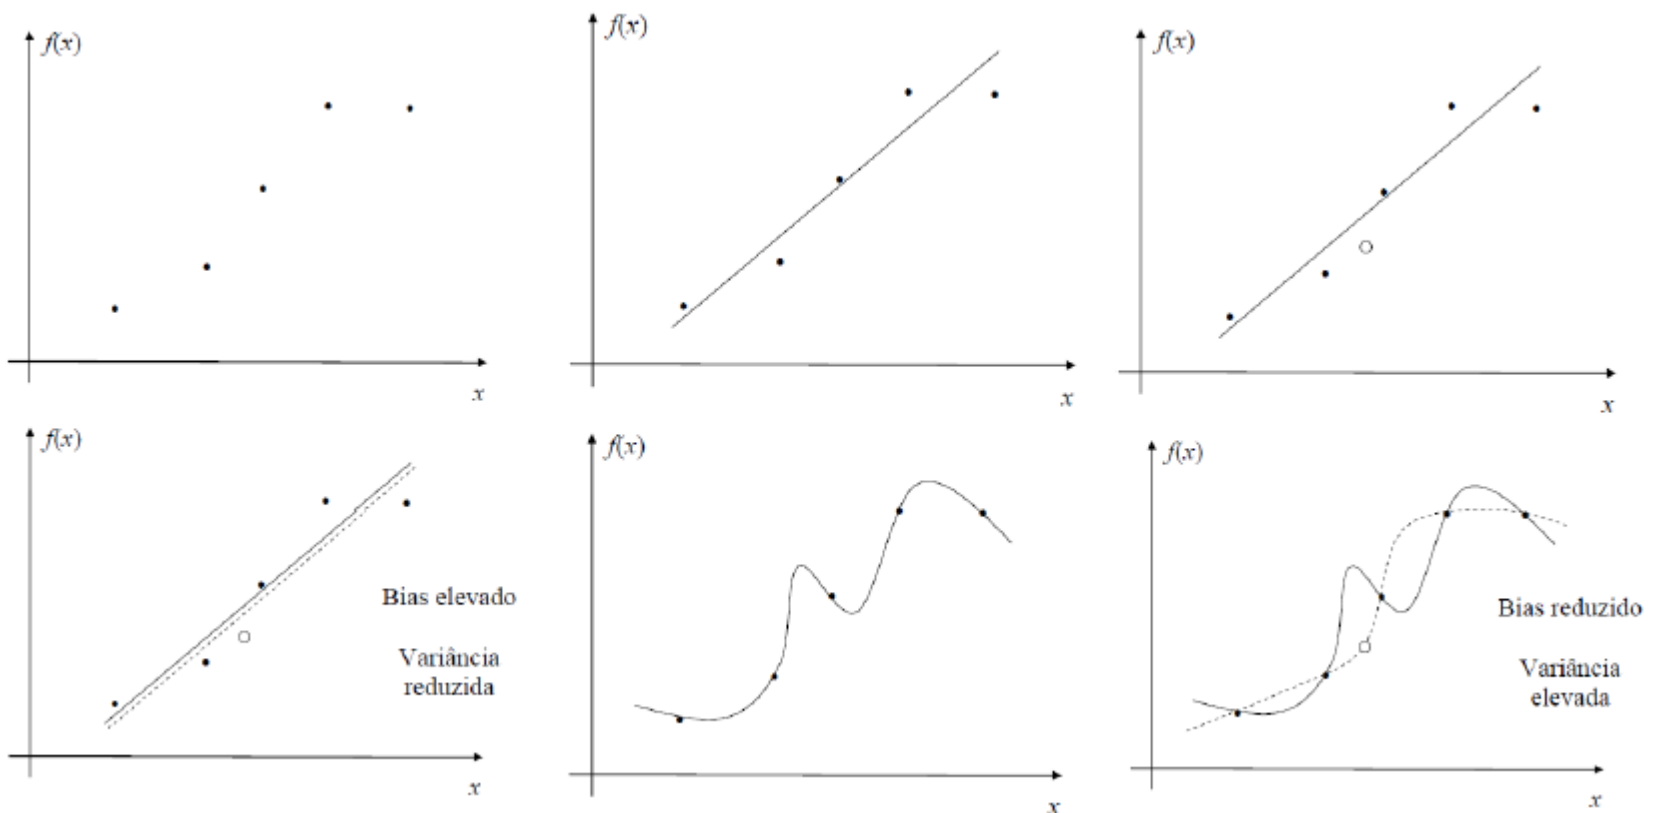 f(x)
x
f(x)
x
f(x)
x
f(x)
Bias elevado
Variância
reduzida
x
f(x)
x
f(x)
Bias reduzido
Variância
elevada
x